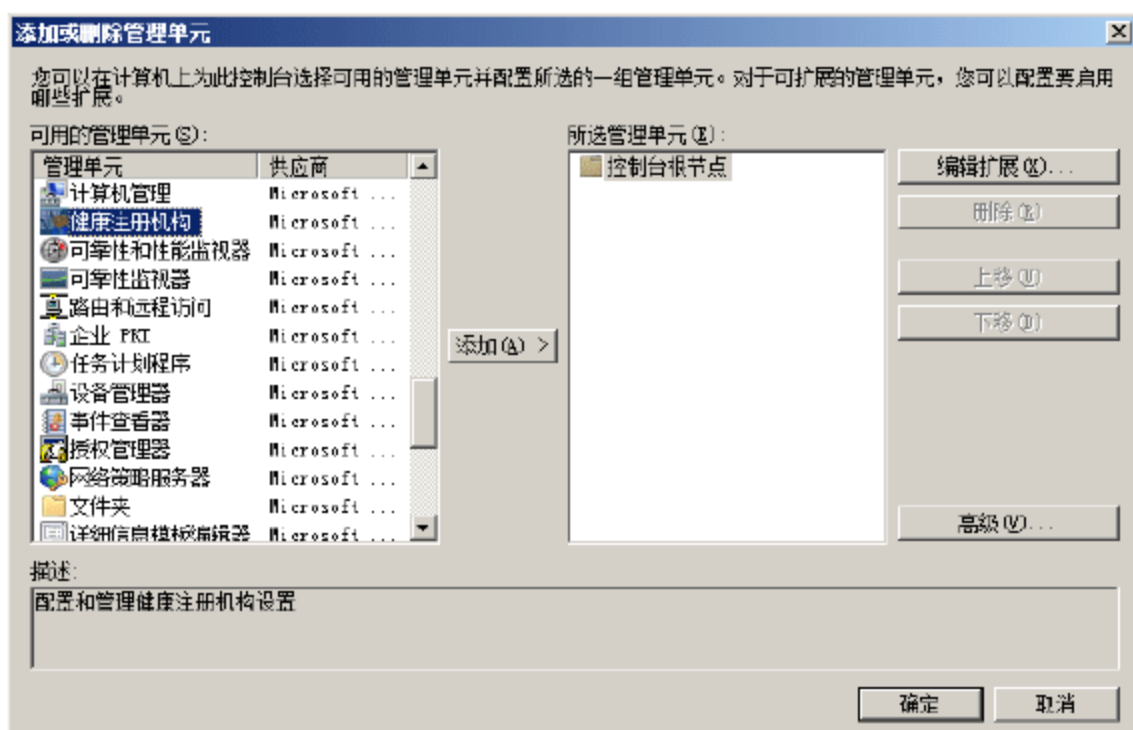 添加或删除管理单元
您可以在计算机上为此控制台选择可用的管理单元并配置所选的一组管理单元。对于可扩展的管理单元，您可以配置要启用
哪些扩展。
可用的管理单元(S):
所选管理单元(E):
管理单元 供应商
计算机管理 Microsoft ...
健康注册机构 Microsoft ...
可靠性和性能监视器 Microsoft ...
可靠性监视器 Microsoft ...
路由和远程访问 Microsoft ...
企业 PKI Microsoft ...
任务计划程序 Microsoft ...
设备管理器 Microsoft ...
事件查看器 Microsoft ...
授权管理器 Microsoft ...
网络策略服务器 Microsoft ...
文件夹 Microsoft ...
详细信息模板编辑器 Microsoft ...
添加(A) >
控制台根节点
编辑扩展(X)...
删除(R)
上移(U)
下移(D)
高级(V)...
描述:
配置和管理健康注册机构设置
确定
取消